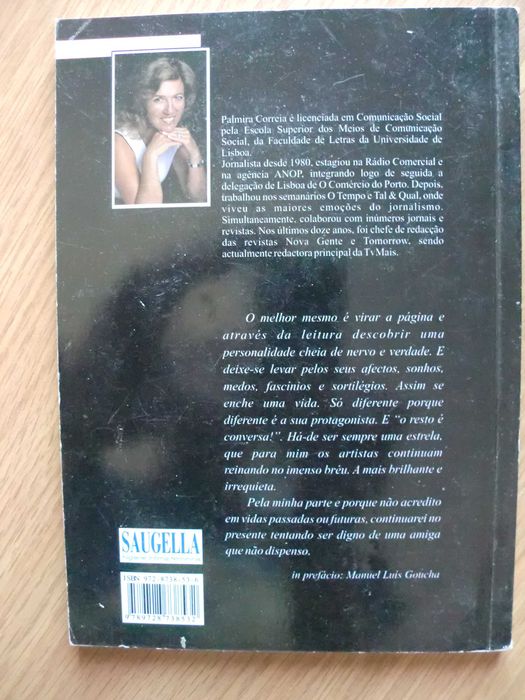 Palmira Correia é licenciada em Comunicação Social
pela Escola Superior dos Meios de Comunicação
Social, da Faculdade de Letras da Universidade de
Lisboa.
Jornalista desde 1980, estagiou na Rádio Comercial e
na agência ANOP, integrando logo de seguida a
delegação de Lisboa de O Comércio do Porto. Depois,
trabalhou nos semanários O Tempo e Tal & Qual, onde
viveu as maiores emoções do jornalismo.
Simultaneamente, colaborou com inúmeros jornais e
revistas. Nos últimos doze anos, foi chefe de redacção
das revistas Nova Gente e Tomorrow, sendo
actualmente redactora principal da TvMais.
O melhor mesmo é virar a página e
através da leitura descobrir uma
personalidade cheia de nervo e verdade. E
deixe-se levar pelos seus afectos, sonhos,
medos, fascínios e sortilégios. Assim se
enche uma vida. Só diferente porque
diferente é a sua protagonista. E "o resto é
conversa!". Há-de ser sempre uma estrela,
que para mim os artistas continuam
reinando no imenso bréu. A mais brilhante e
irrequieta.
Pela minha parte e porque não acredito
em vidas passadas ou futuras, continuarei no
presente tentando ser digno de uma amiga
que não dispenso.
in prefácio: Manuel Luis Goucha
SAUGELLA
ISBN 972-8738-53-6
9789728738532